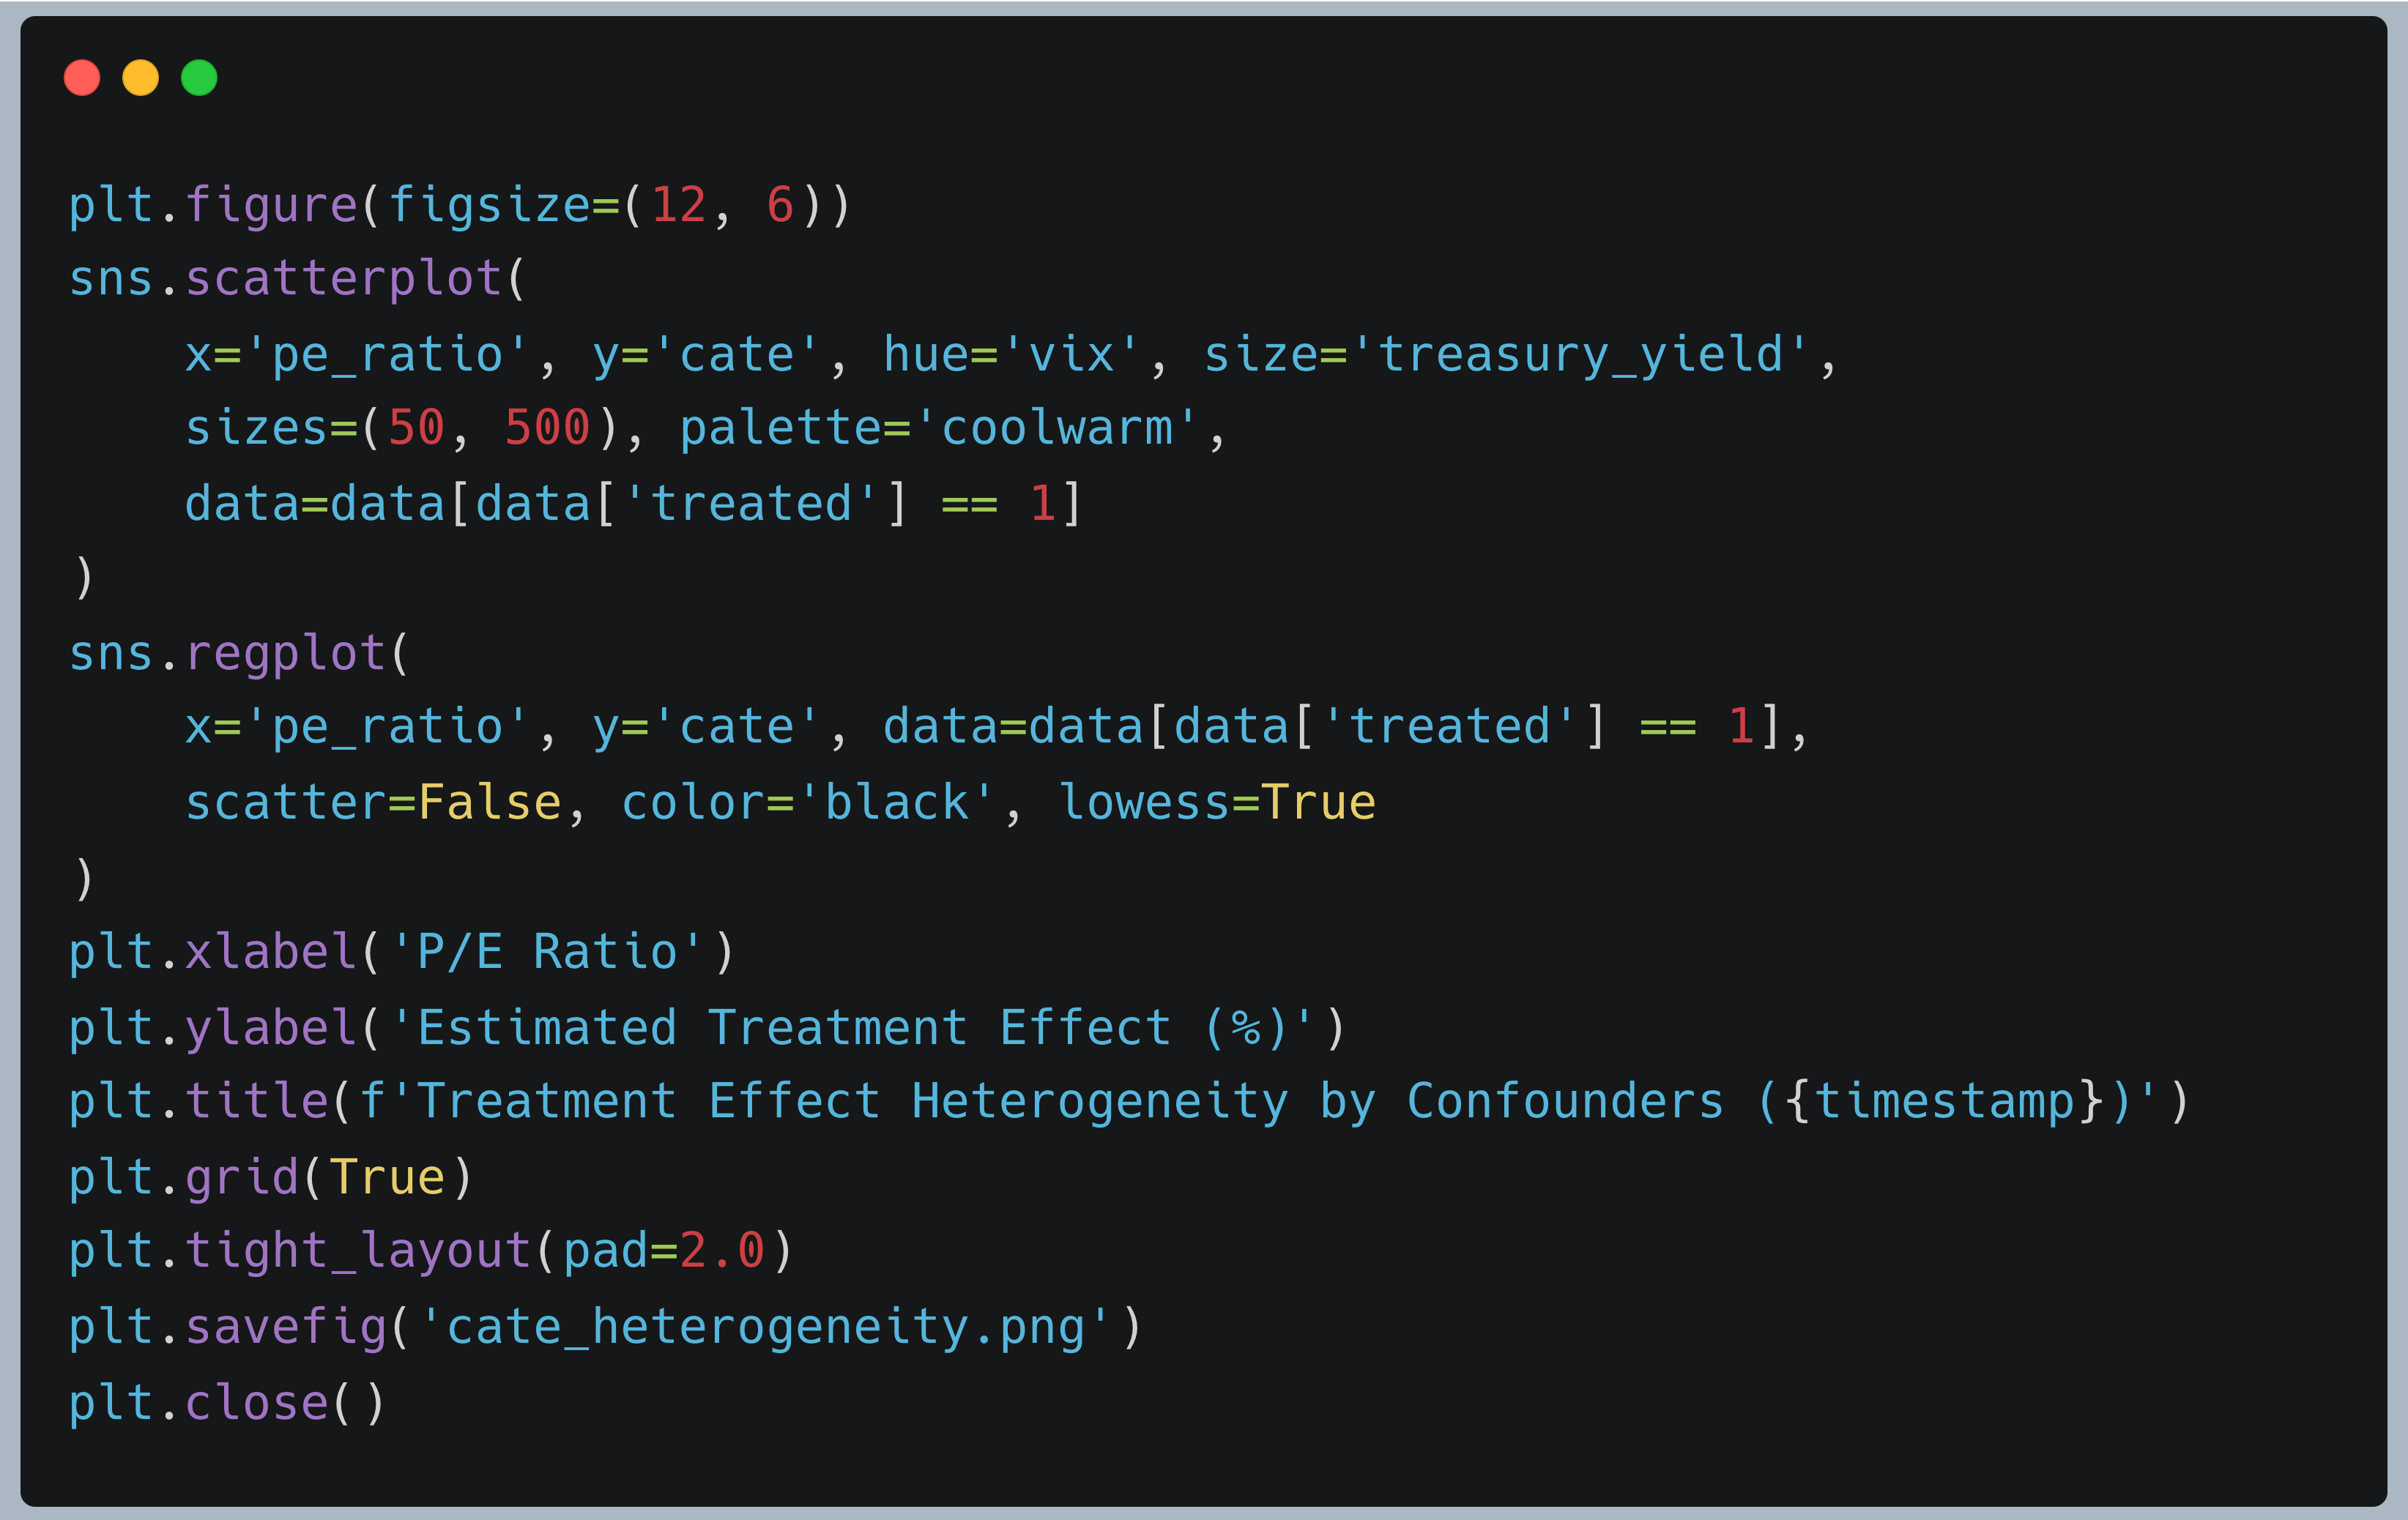 plt.figure(figsize=(12, 6))
sns.scatterplot(
    x='pe_ratio', y='cate', hue='vix', size='treasury_yield',
    sizes=(50, 500), palette='coolwarm',
    data=data[data['treated'] == 1]
)
sns.regplot(
    x='pe_ratio', y='cate', data=data[data['treated'] == 1],
    scatter=False, color='black', lowess=True
)
plt.xlabel('P/E Ratio')
plt.ylabel('Estimated Treatment Effect (%)')
plt.title(f'Treatment Effect Heterogeneity by Confounders ({timestamp})')
plt.grid(True)
plt.tight_layout(pad=2.0)
plt.savefig('cate_heterogeneity.png')
plt.close()